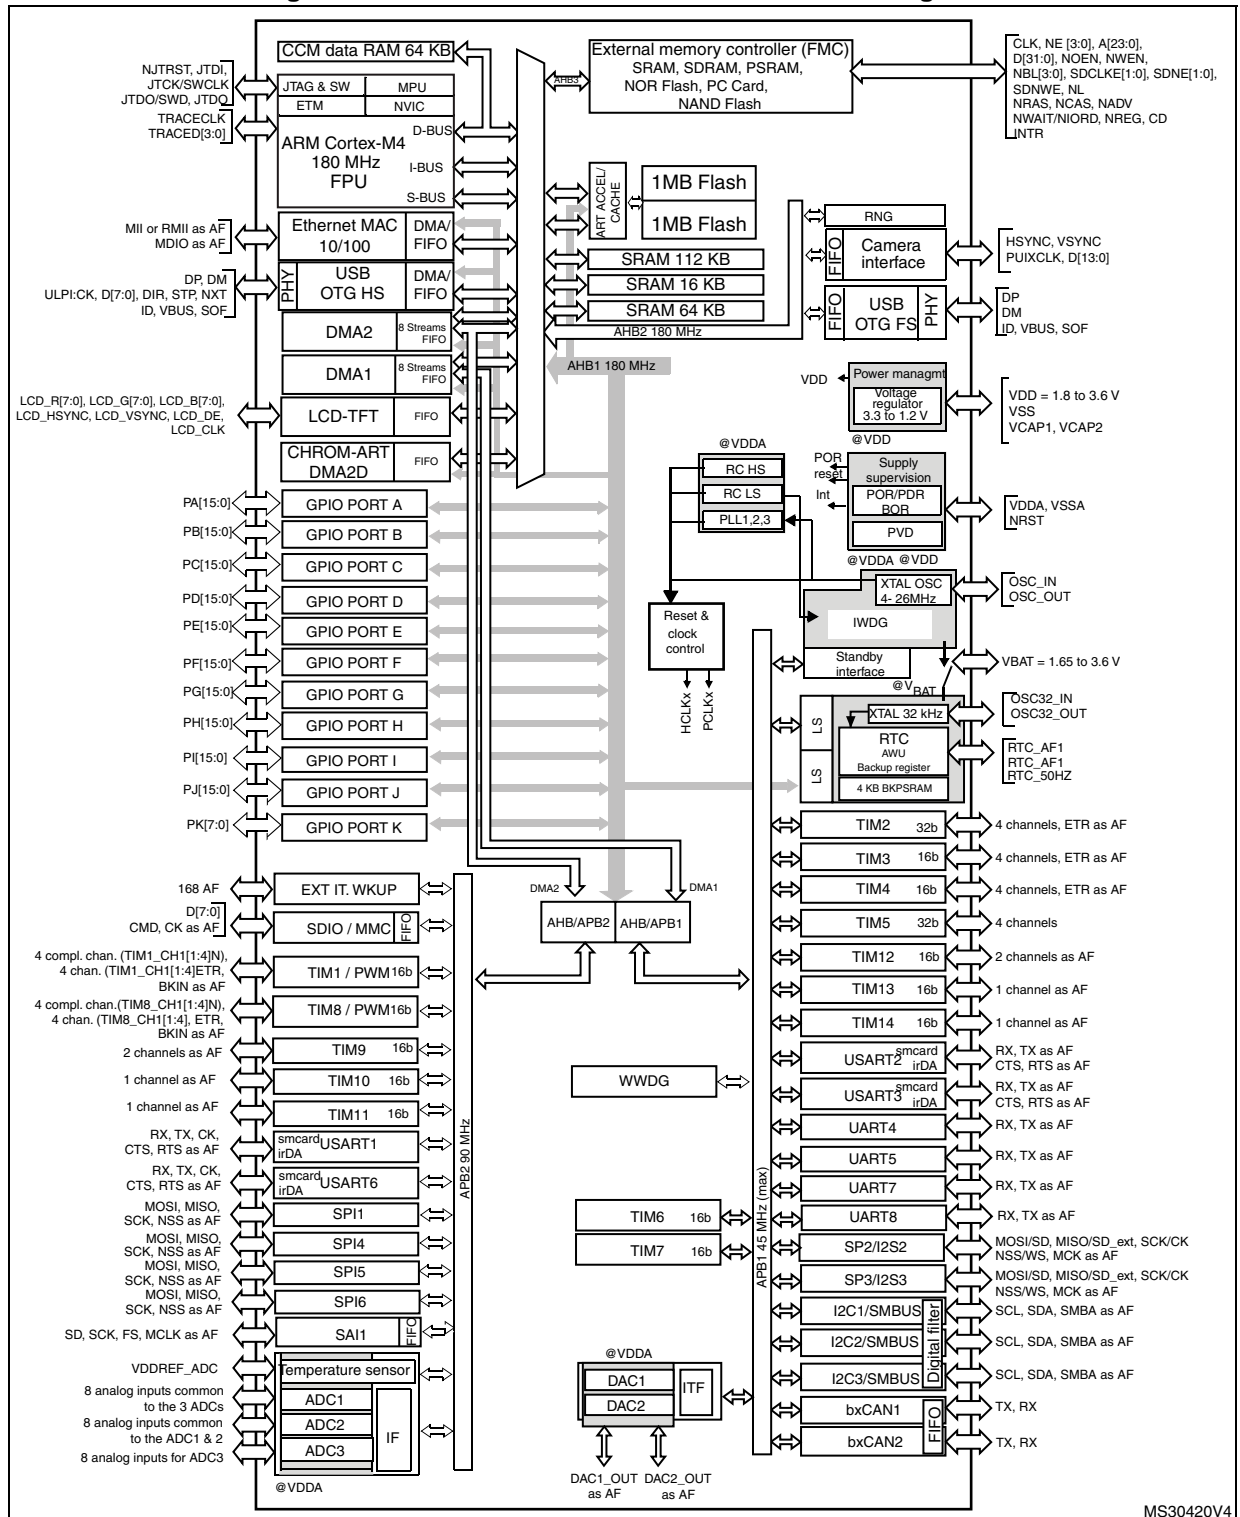 CCM data RAM 64 KB
External memory controller (FMC)
SRAM, SDRAM, PSRAM,
NOR Flash, PC Card,
NAND Flash
AHB3
CLK, NE [3:0], A[23:0],
D[31:0], NOEN, NWEN,
NBL[3:0], SDCLKE[1:0], SDNE[1:0],
SDNWE, NL
NRAS, NCAS, NADV
NWAIT/NIORD, NREG, CD
INTR
NJTRST, JTDI,
JTCK/SWCLK
JTDO/SWD, JTDO
TRACECLK
TRACED[3:0]
JTAG & SW
MPU
ETM
NVIC
ARM Cortex-M4
180 MHz
FPU
D-BUS
I-BUS
S-BUS
ART ACCEL/
CACHE
1MB Flash
1MB Flash
SRAM 112 KB
SRAM 16 KB
SRAM 64 KB
AHB2 180 MHz
AHB1 180 MHz
RNG
FIFO
Camera
interface
HSYNC, VSYNC
PUIXCLK, D[13:0]
FIFO
USB
OTG FS
PHY
DP
DM
ID, VBUS, SOF
MII or RMII as AF
MDIO as AF
Ethernet MAC
10/100
DMA/
FIFO
DP, DM
ULPI:CK, D[7:0], DIR, STP, NXT
ID, VBUS, SOF
PHY
USB
OTG HS
DMA/
FIFO
DMA2
8 Streams
FIFO
DMA1
8 Streams
FIFO
LCD_R[7:0], LCD_G[7:0], LCD_B[7:0],
LCD_HSYNC, LCD_VSYNC, LCD_DE,
LCD_CLK
LCD-TFT
FIFO
CHROM-ART
DMA2D
FIFO
VDD
Power managmt
Voltage
regulator
3.3 to 1.2 V
@VDD
VDD = 1.8 to 3.6 V
VSS
VCAP1, VCAP2
@VDDA
RC HS
RC LS
PLL1,2,3
POR
reset
Int
Supply
supervision
POR/PDR
BOR
PVD
@VDDA @VDD
VDDA, VSSA
NRST
XTAL OSC
4- 26MHz
OSC_IN
OSC_OUT
IWDG
Reset &
clock
control
HCLKx
PCLKx
Standby
interface
VBAT = 1.65 to 3.6 V
@VBAT
LS
LS
XTAL 32 kHz
OSC32_IN
OSC32_OUT
RTC
AWU
Backup register
4 KB BKPSRAM
RTC_AF1
RTC_AF1
RTC_50HZ
PA[15:0]
GPIO PORT A
PB[15:0]
GPIO PORT B
PC[15:0]
GPIO PORT C
PD[15:0]
GPIO PORT D
PE[15:0]
GPIO PORT E
PF[15:0]
GPIO PORT F
PG[15:0]
GPIO PORT G
PH[15:0]
GPIO PORT H
PI[15:0]
GPIO PORT I
PJ[15:0]
GPIO PORT J
PK[7:0]
GPIO PORT K
DMA2
DMA1
AHB/APB2
AHB/APB1
168 AF
EXT IT. WKUP
D[7:0]
CMD, CK as AF
SDIO / MMC
FIFO
4 compl. chan. (TIM1_CH1[1:4]N),
4 chan. (TIM1_CH1[1:4]ETR,
BKIN as AF
TIM1 / PWM 16b
4 compl. chan.(TIM8_CH1[1:4]N),
4 chan. (TIM8_CH1[1:4], ETR,
BKIN as AF
TIM8 / PWM 16b
2 channels as AF
TIM9 16b
1 channel as AF
TIM10 16b
1 channel as AF
TIM11 16b
RX, TX, CK,
CTS, RTS as AF
smcard
irDA
USART1
RX, TX, CK,
CTS, RTS as AF
smcard
irDA
USART6
MOSI, MISO,
SCK, NSS as AF
SPI1
MOSI, MISO,
SCK, NSS as AF
SPI4
MOSI, MISO,
SCK, NSS as AF
SPI5
MOSI, MISO,
SCK, NSS as AF
SPI6
SD, SCK, FS, MCLK as AF
SAI1
FIFO
VDDREF_ADC
Temperature sensor
8 analog inputs common
to the 3 ADCs
ADC1
8 analog inputs common
to the ADC1 & 2
ADC2
8 analog inputs for ADC3
ADC3
IF
@VDDA
APB2 90 MHz
WWDG
TIM6 16b
TIM7 16b
@VDDA
DAC1
DAC2
ITF
DAC1_OUT
as AF
DAC2_OUT
as AF
APB1 45 MHz (max)
TIM2 32b
4 channels, ETR as AF
TIM3 16b
4 channels, ETR as AF
TIM4 16b
4 channels, ETR as AF
TIM5 32b
4 channels
TIM12 16b
2 channels as AF
TIM13 16b
1 channel as AF
TIM14 16b
1 channel as AF
USART2
smcard
irDA
RX, TX as AF
CTS, RTS as AF
USART3
smcard
irDA
RX, TX as AF
CTS, RTS as AF
UART4
RX, TX as AF
UART5
RX, TX as AF
UART7
RX, TX as AF
UART8
RX, TX as AF
SP2/I2S2
MOSI/SD, MISO/SD_ext, SCK/CK
NSS/WS, MCK as AF
SP3/I2S3
MOSI/SD, MISO/SD_ext, SCK/CK
NSS/WS, MCK as AF
I2C1/SMBUS
SCL, SDA, SMBA as AF
I2C2/SMBUS
SCL, SDA, SMBA as AF
I2C3/SMBUS
SCL, SDA, SMBA as AF
Digital filter
bxCAN1
TX, RX
bxCAN2
TX, RX
FIFO
MS30420V4